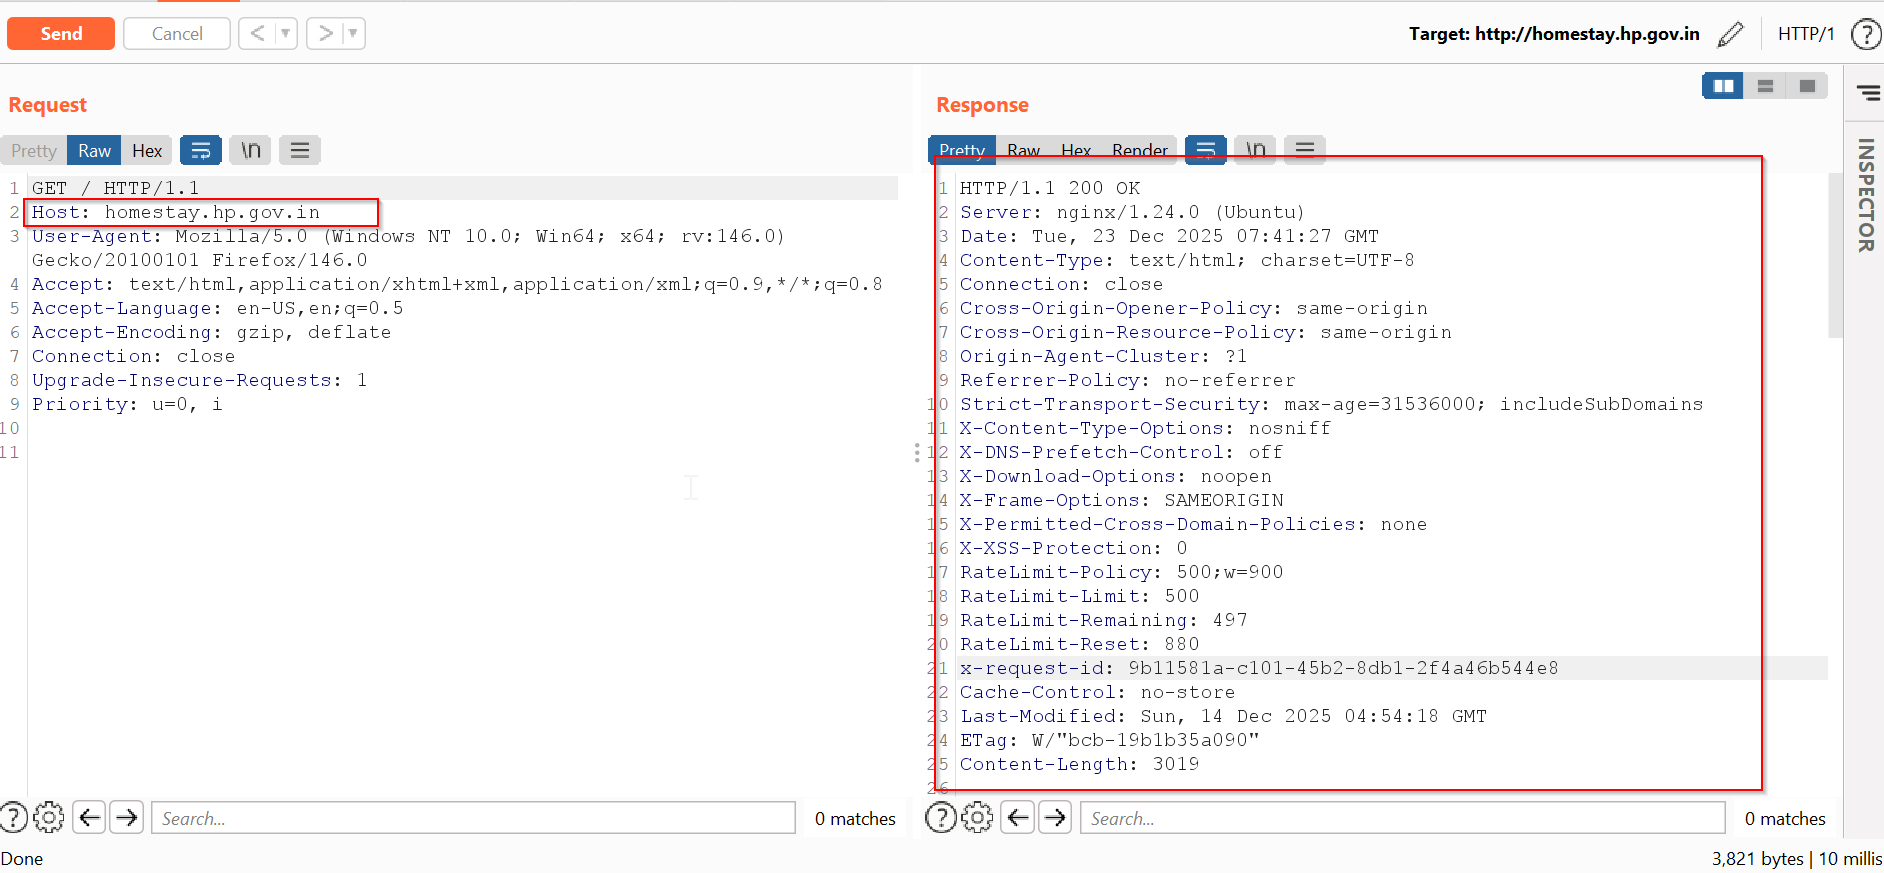 Send
Cancel
<
>
Target: http://homestay.hp.gov.in
HTTP/1
?
Request
Pretty
Raw
Hex
\n
1 GET / HTTP/1.1
2 Host: homestay.hp.gov.in
3 User-Agent: Mozilla/5.0 (Windows NT 10.0; Win64; x64; rv:146.0)
Gecko/20100101 Firefox/146.0
4 Accept: text/html,application/xhtml+xml,application/xml;q=0.9,*/*;q=0.8
5 Accept-Language: en-US,en;q=0.5
6 Accept-Encoding: gzip, deflate
7 Connection: close
8 Upgrade-Insecure-Requests: 1
9 Priority: u=0, i
10
11
?
Search...
0 matches
Response
Pretty
Raw
Hex
Render
\n
1 HTTP/1.1 200 OK
2 Server: nginx/1.24.0 (Ubuntu)
3 Date: Tue, 23 Dec 2025 07:41:27 GMT
4 Content-Type: text/html; charset=UTF-8
5 Connection: close
6 Cross-Origin-Opener-Policy: same-origin
7 Cross-Origin-Resource-Policy: same-origin
8 Origin-Agent-Cluster: ?1
9 Referrer-Policy: no-referrer
10 Strict-Transport-Security: max-age=31536000; includeSubDomains
11 X-Content-Type-Options: nosniff
12 X-DNS-Prefetch-Control: off
13 X-Download-Options: noopen
14 X-Frame-Options: SAMEORIGIN
15 X-Permitted-Cross-Domain-Policies: none
16 X-XSS-Protection: 0
17 RateLimit-Policy: 500;w=900
18 RateLimit-Limit: 500
19 RateLimit-Remaining: 497
20 RateLimit-Reset: 880
21 x-request-id: 9b11581a-c101-45b2-8db1-2f4a46b544e8
22 Cache-Control: no-store
23 Last-Modified: Sun, 14 Dec 2025 04:54:18 GMT
24 ETag: W/"bcb-19b1b35a090"
25 Content-Length: 3019
26
?
Search...
0 matches
INSPECTOR
Done
3,821 bytes | 10 millis